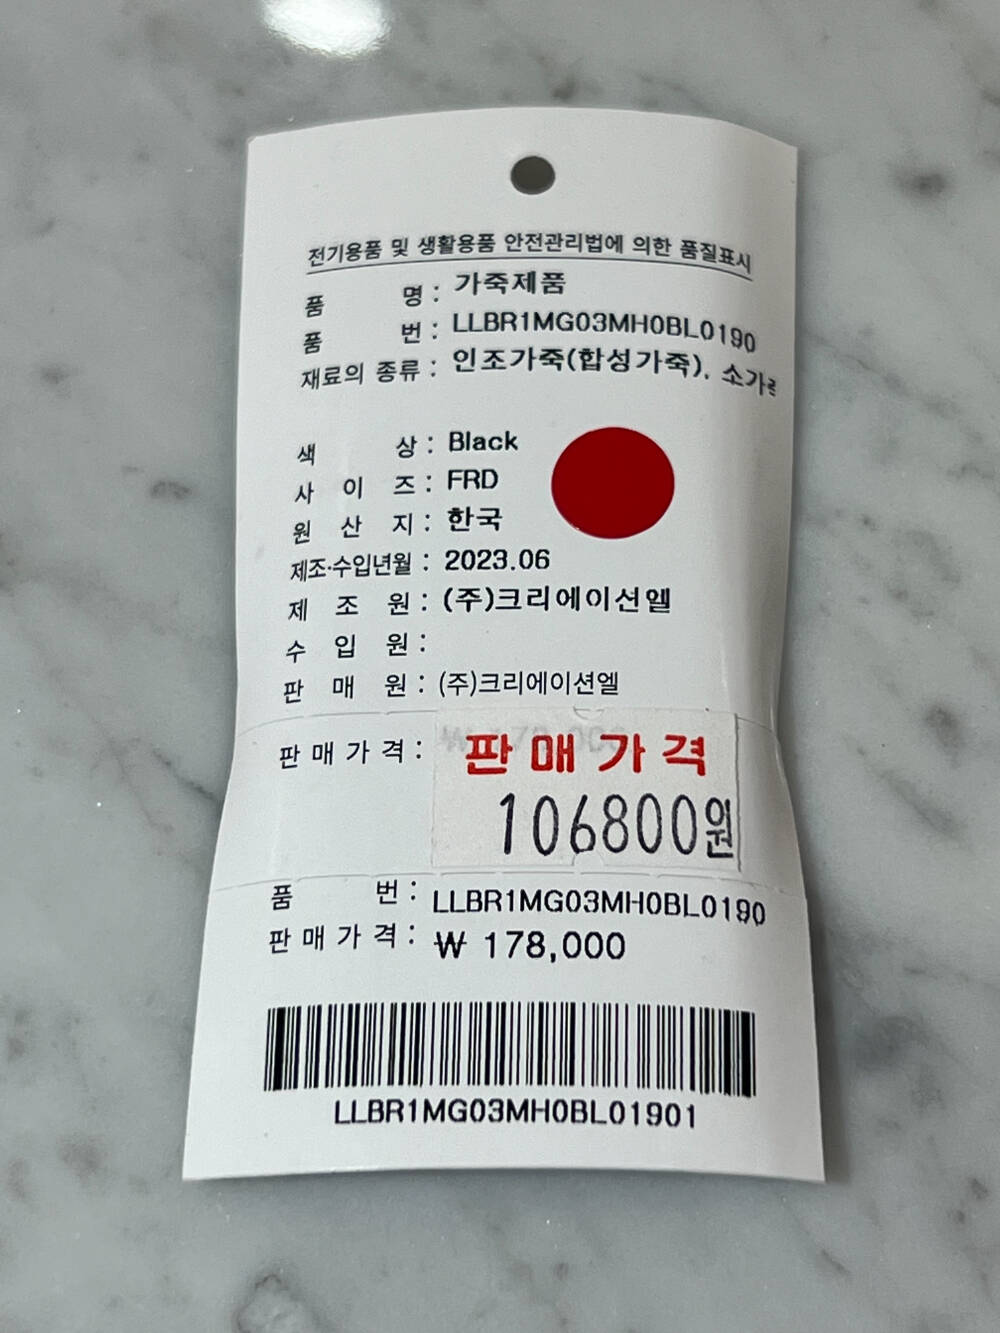 전기용품 및 생활용품 안전관리법에 의한 품질표시
품 명 : 가죽제품
품 번 : LLBR1MG03MH0BL0190
재료의 종류 : 인조가죽(합성가죽), 소가
색 상 : Black
사 이 즈 : FRD
원 산 지 : 한국
제조·수입년월 : 2023.06
제 조 원 : (주)크리에이션엘
수 입 원 :
판 매 원 : (주)크리에이션엘
판 매 가 격 : 판매가격
106800원
품 번 : LLBR1MG03MH0BL0190
판 매 가 격 : ₩ 178,000
LLBR1MG03MH0BL01901